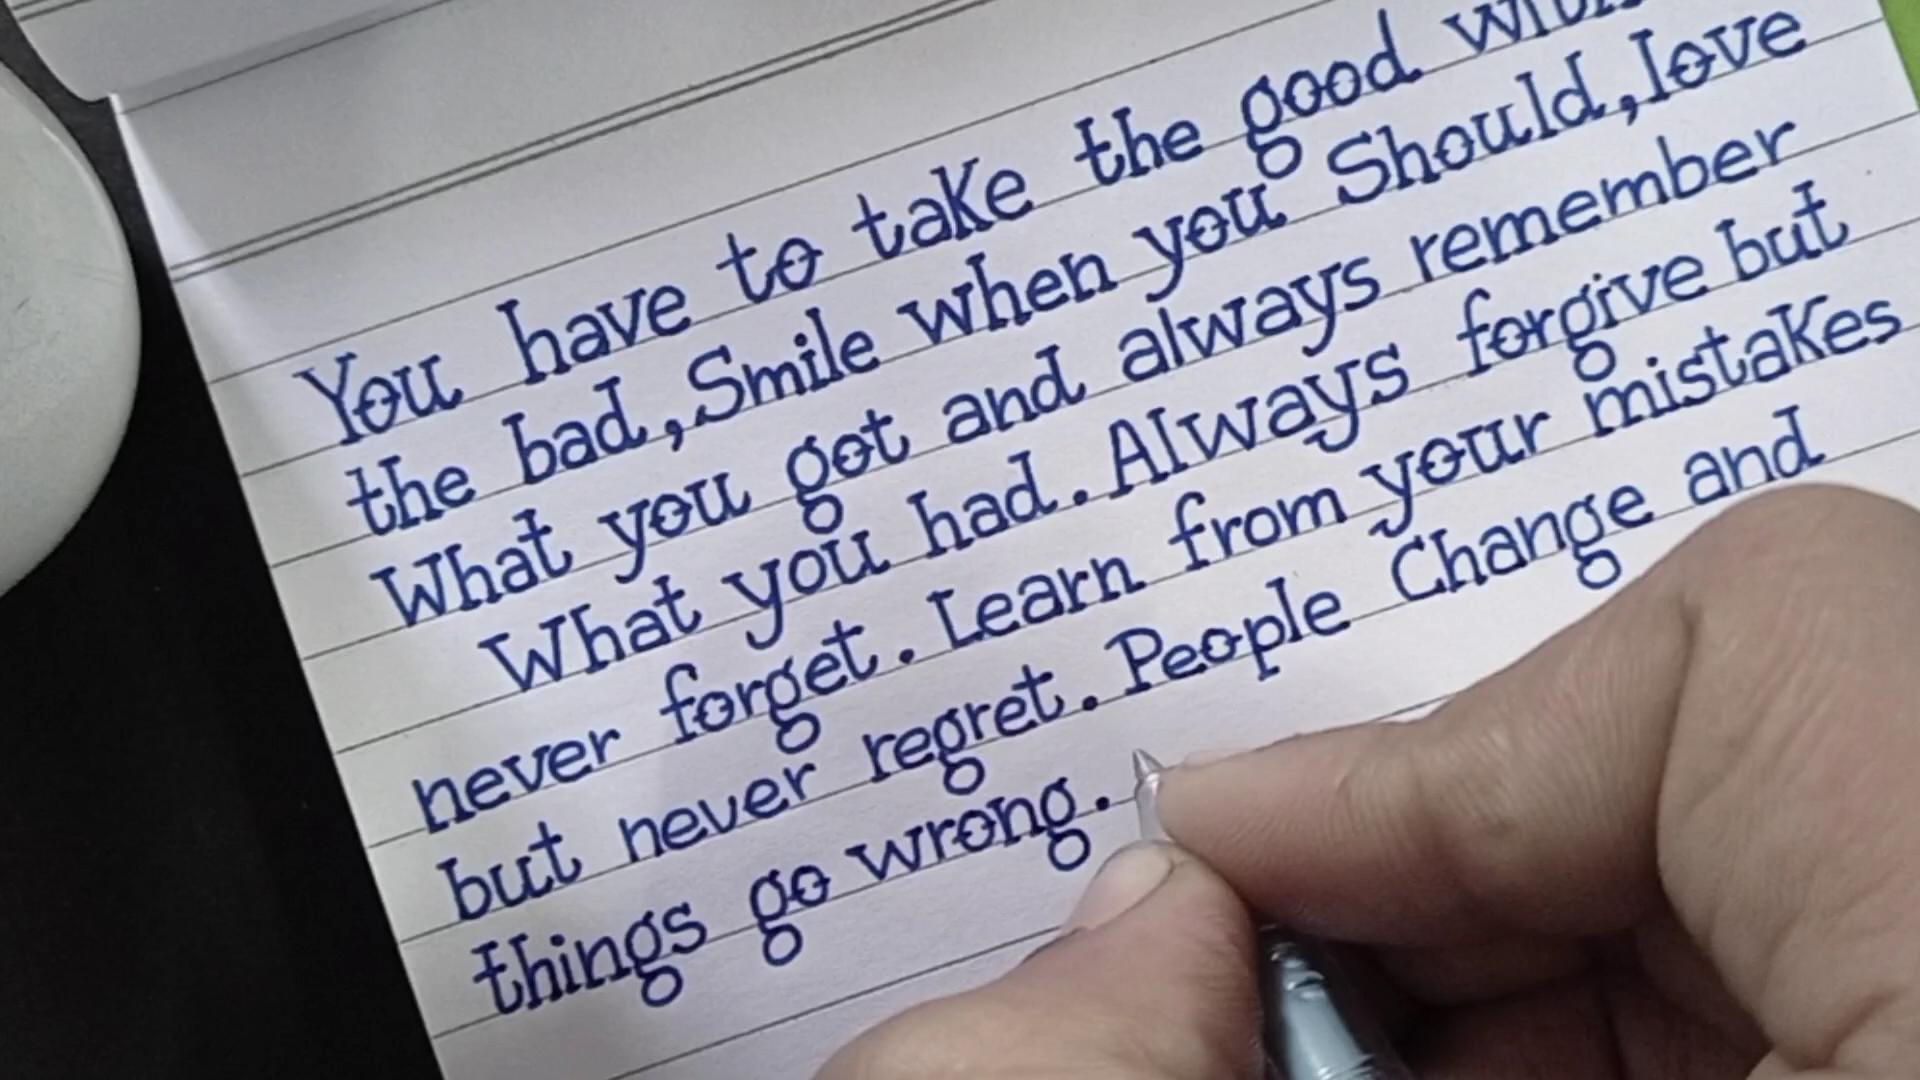 You have to take the good with
the bad, Smile when you Should, love
What you got and always remember
What you had. Always forgive but
never forget. Learn from your mistakes
but never regret. People Change and
things go wrong.